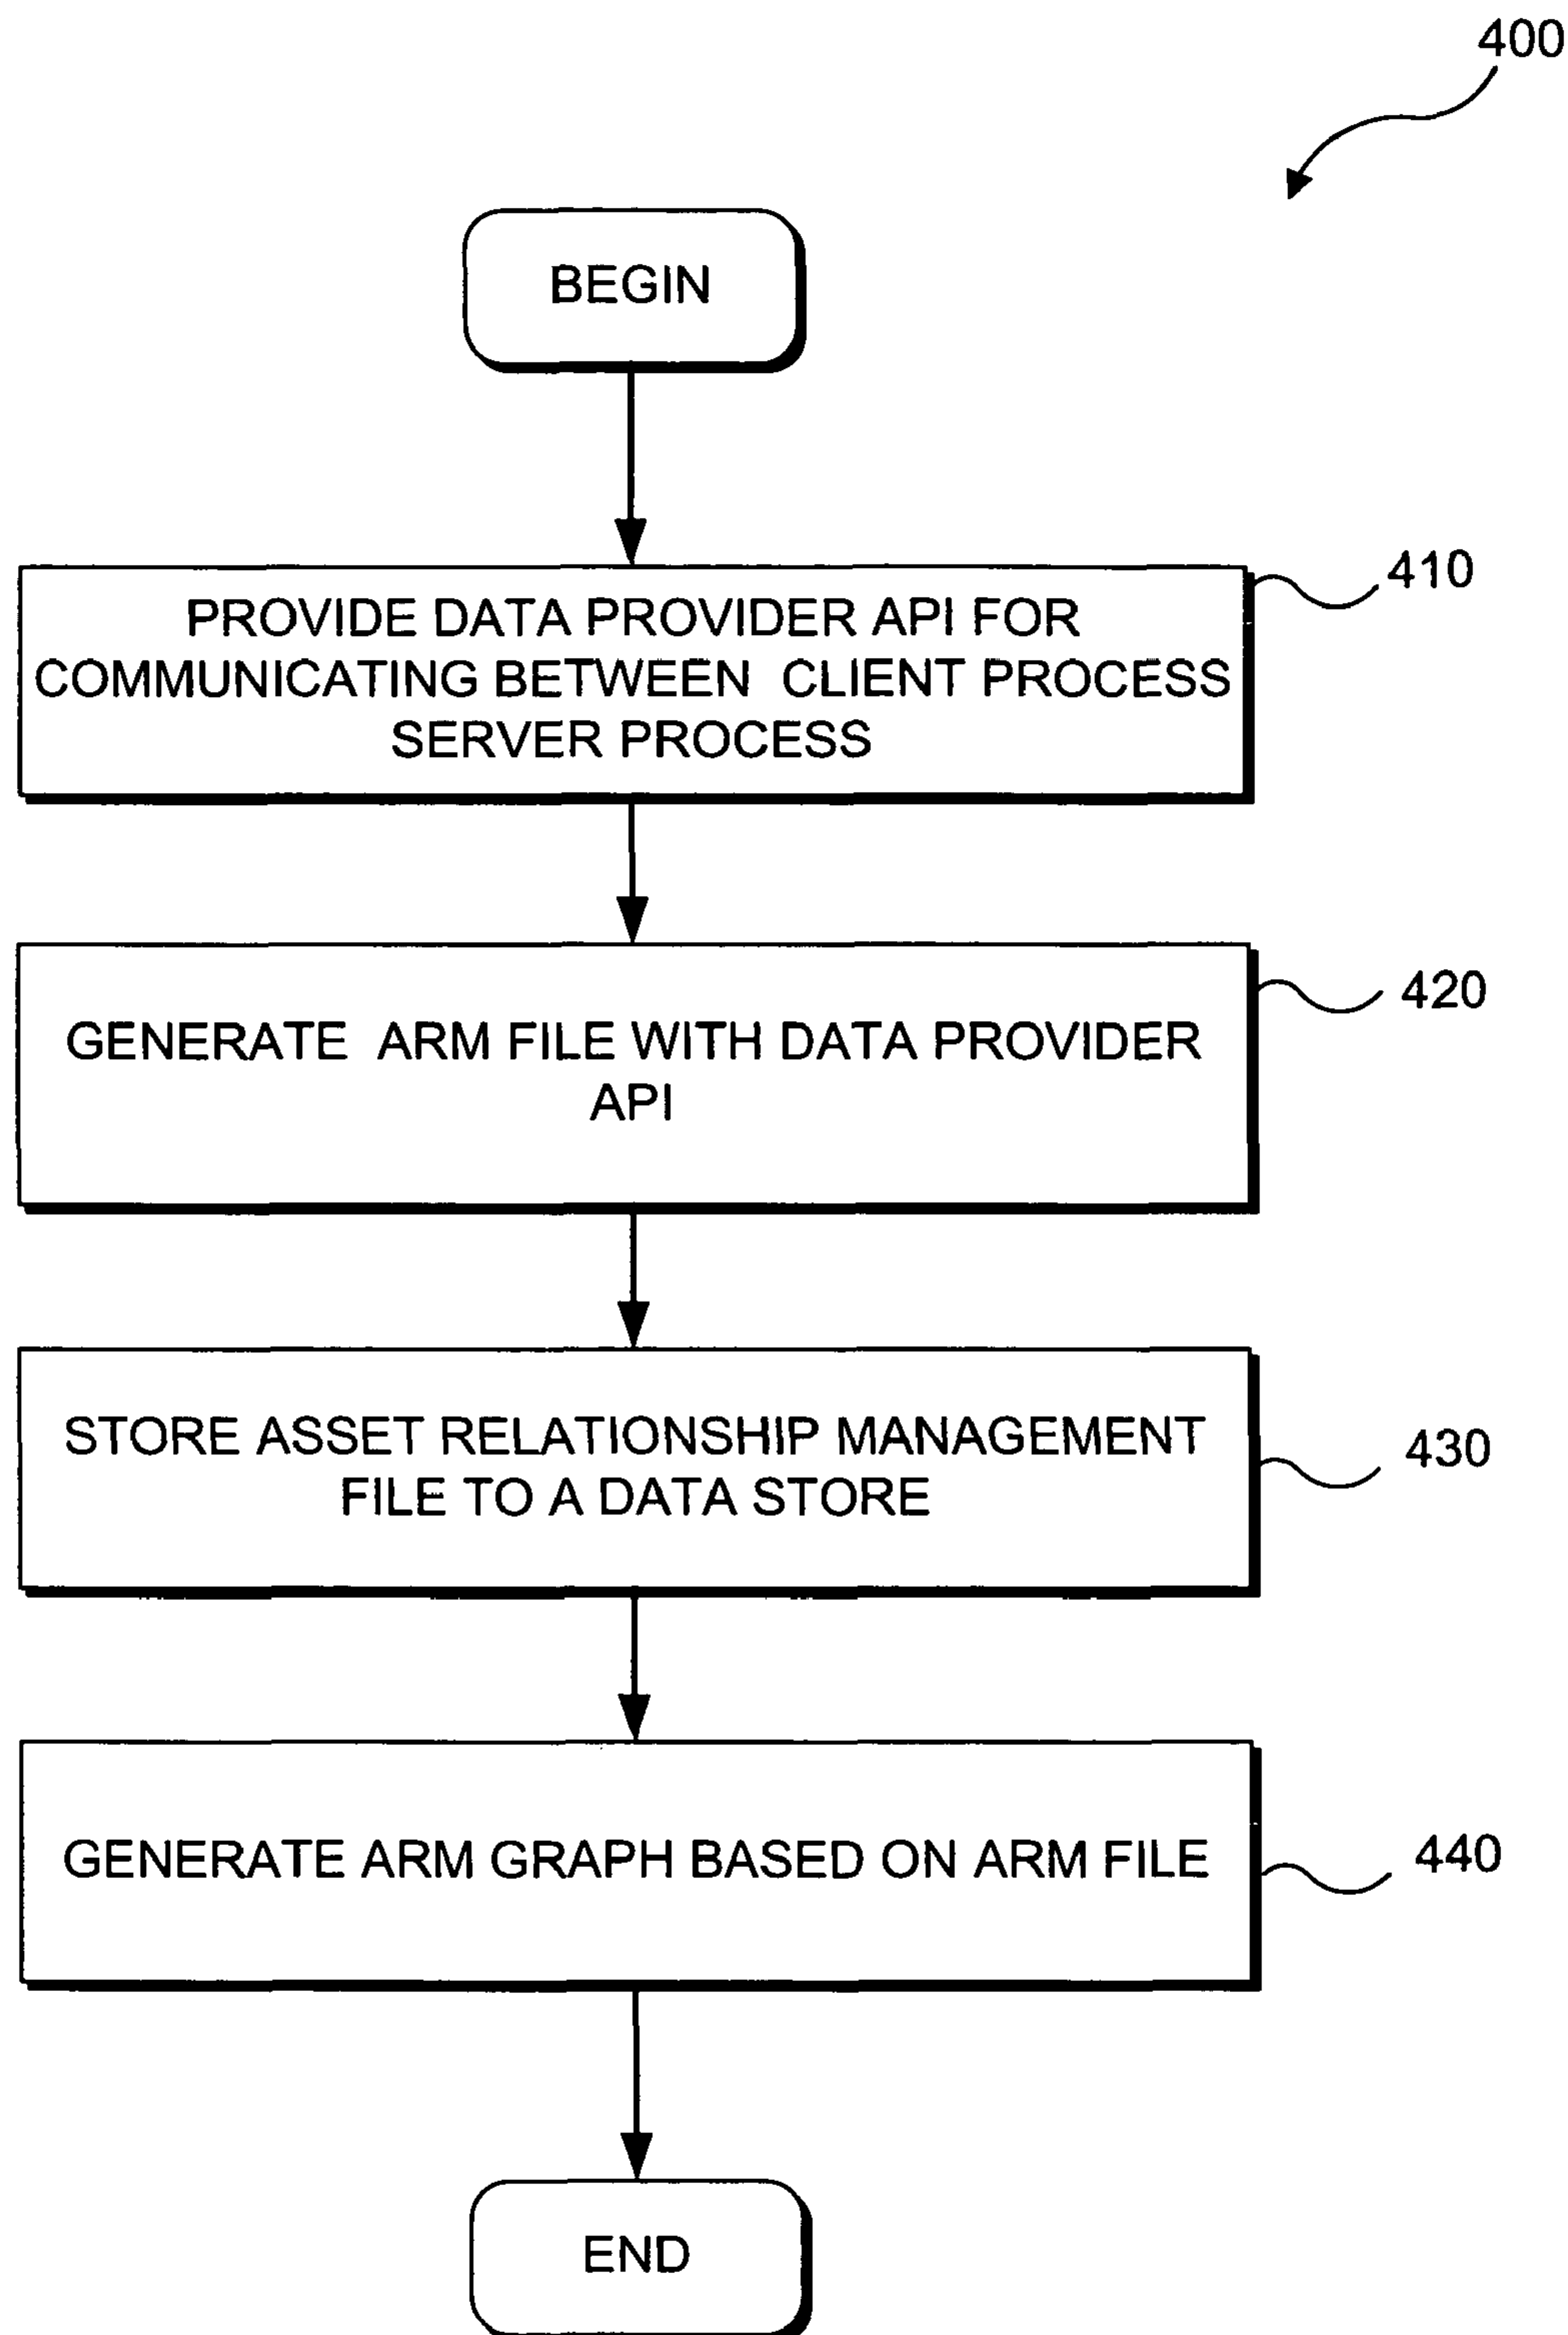 400
BEGIN
410
PROVIDE DATA PROVIDER API FOR
COMMUNICATING BETWEEN CLIENT PROCESS
SERVER PROCESS
420
GENERATE ARM FILE WITH DATA PROVIDER
API
430
STORE ASSET RELATIONSHIP MANAGEMENT
FILE TO A DATA STORE
440
GENERATE ARM GRAPH BASED ON ARM FILE
END